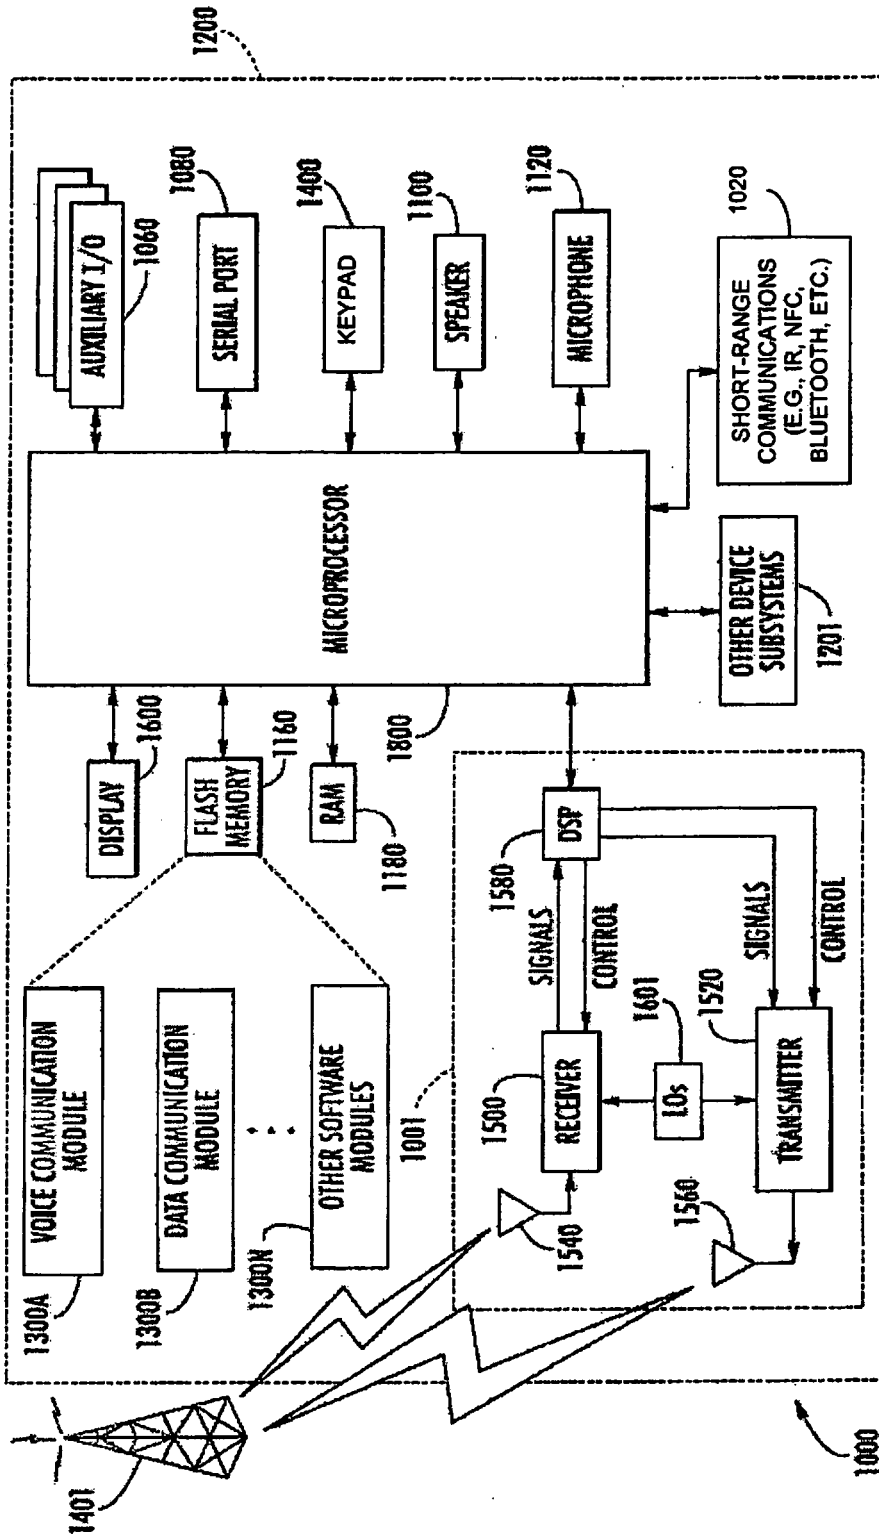 1401
1300A
VOICE COMMUNICATION
MODULE
1300B
DATA COMMUNICATION
MODULE
1300N
OTHER SOFTWARE
MODULES
DISPLAY
1600
FLASH
MEMORY
1160
RAM
1180
MICROPROCESSOR
1800
AUXILIARY I/O
1060
SERIAL PORT
1080
KEYPAD
1400
SPEAKER
1100
MICROPHONE
1120
1200
1001
1540
1500
RECEIVER
SIGNALS
CONTROL
1580
DSP
1601
LOs
1560
1520
TRANSMITTER
SIGNALS
CONTROL
OTHER DEVICE
SUBSYSTEMS
1201
SHORT-RANGE
COMMUNICATIONS
(E.G., IR, NFC,
BLUETOOTH, ETC.)
1020
1000